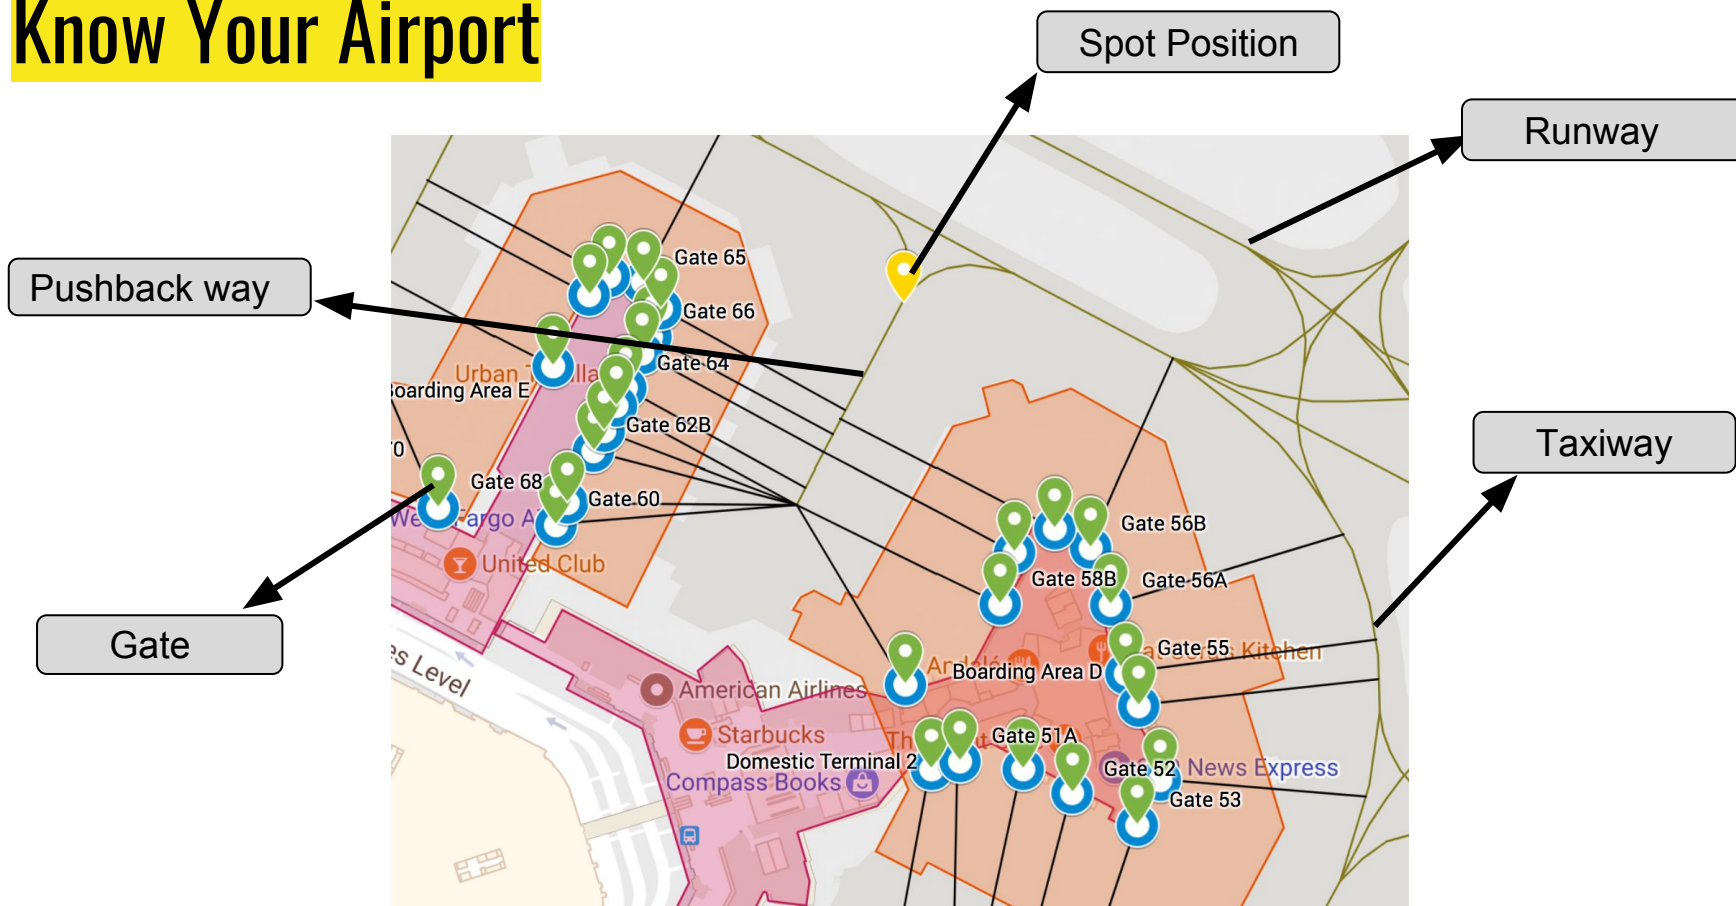 Know Your Airport
Spot Position
Runway
Pushback way
Taxiway
Gate
Gate 65
Gate 66
Gate 64
Boarding Area E
Gate 62B
Gate 68
Gate 60
United Club
Gate 56B
Gate 58B
Gate 56A
Gate 55
Kitchen
Boarding Area D
Level
American Airlines
Starbucks
Gate 51A
Domestic Terminal 2
Compass Books
Gate 52
News Express
Gate 53